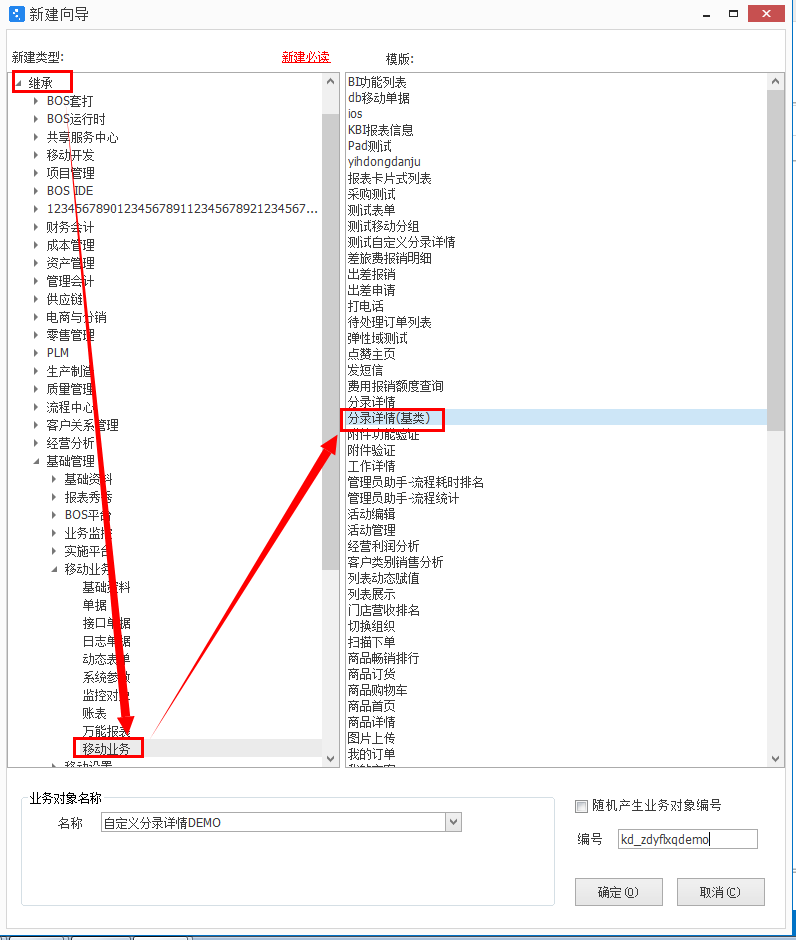 新建向导
新建类型:
新建必读
模版:
继承
BOS套打
BOS运行时
共享服务中心
移动开发
项目管理
BOS IDE
1234567890123456789112345678921234567...
财务会计
成本管理
资产管理
管理会计
供应链
电商与分销
零售管理
PLM
生产制造
质量管理
流程中心
客户关系管理
经营分析
基础管理
基础资料
报表秀秀
BOS平台
业务监控
实施平台
移动业务
基础资料
单据
接口单据
日志单据
动态表单
系统参数
监控对象
账表
万能报表
移动业务
移动设置
BI功能列表
db移动单据
ios
KBI报表信息
Pad测试
yihdongdanju
报表卡片式列表
采购测试
测试表单
测试移动分组
测试自定义分录详情
差旅费报销明细
出差报销
出差申请
打电话
待处理订单列表
弹性域测试
点赞主页
发短信
费用报销额度查询
分录详情
分录详情(基类)
附件功能验证
附件验证
工作详情
管理员助手-流程耗时排名
管理员助手-流程统计
活动编辑
活动管理
经营利润分析
客户类别销售分析
列表动态赋值
列表展示
门店营收排名
切换组织
扫描下单
商品畅销排行
商品订货
商品购物车
商品首页
商品详情
图片上传
我的订单
业务对象名称
名称
自定义分录详情DEMO
随机产生业务对象编号
编号
kd_zdyflxqdemo
确定(O)
取消(C)